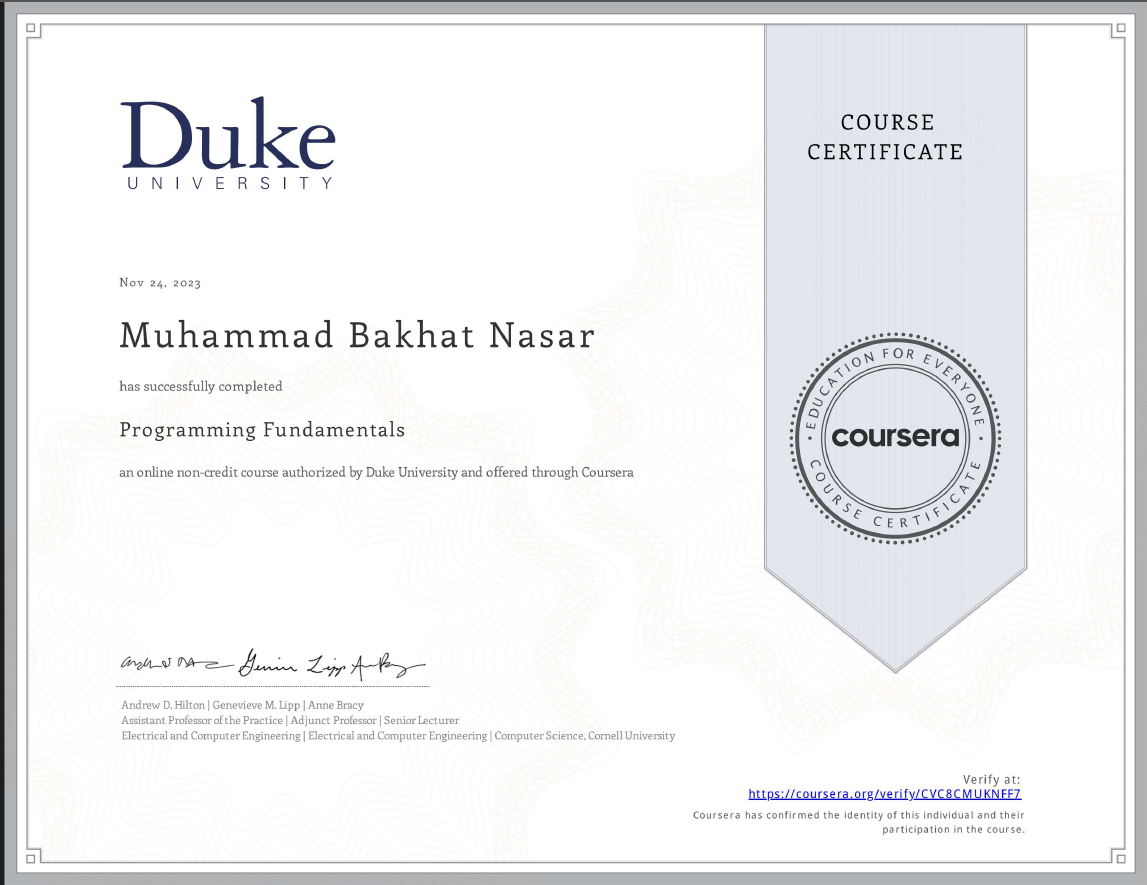 Duke
UNIVERSITY
COURSE
CERTIFICATE
Nov 24, 2023
Muhammad Bakhat Nasar
has successfully completed
Programming Fundamentals
an online non-credit course authorized by Duke University and offered through Coursera
EDUCATION FOR EVERYONE
coursera
COURSE CERTIFICATE
Genevieve Lipp
Andrew D. Hilton | Genevieve M. Lipp | Anne Bracy
Assistant Professor of the Practice | Adjunct Professor | Senior Lecturer
Electrical and Computer Engineering | Electrical and Computer Engineering | Computer Science, Cornell University
Verify at:
https://coursera.org/verify/CVC8CMUKNFF7
Coursera has confirmed the identity of this individual and their
participation in the course.